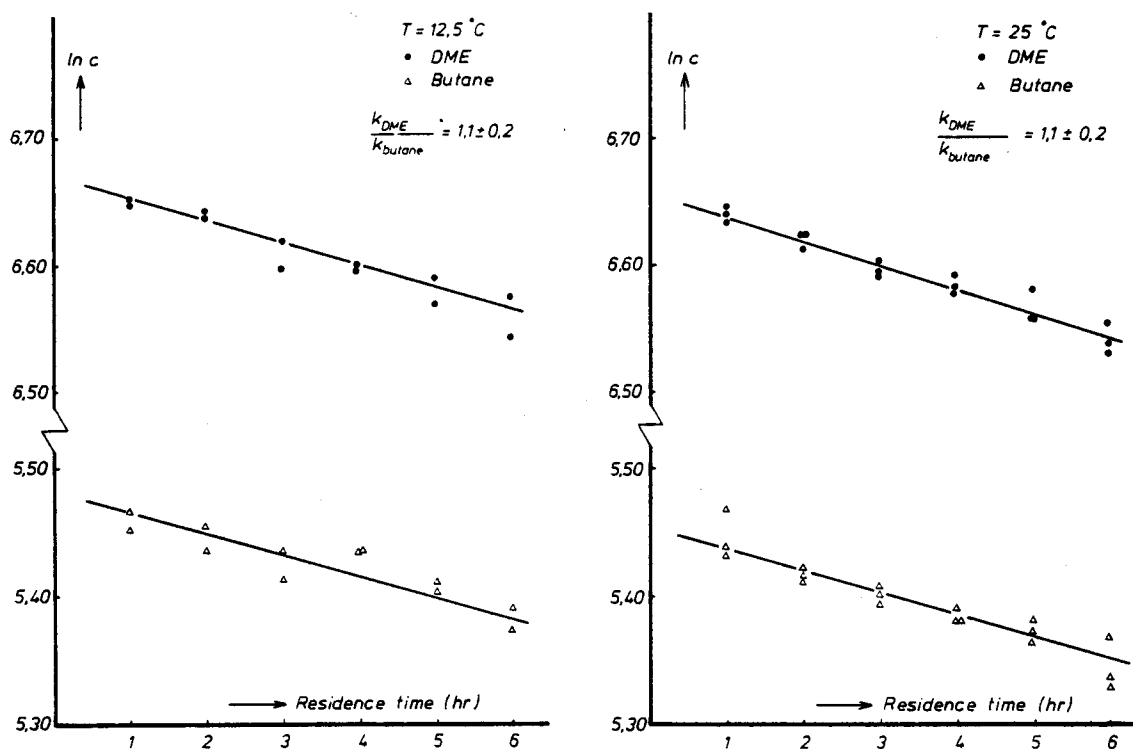 T = 12,5 °C
● DME
△ Butane
ln c
k_DME / k_butane = 1,1 ± 0,2
6,70
6,60
6,50
5,50
5,40
5,30
Residence time (hr)
1 2 3 4 5 6
T = 25 °C
● DME
△ Butane
ln c
k_DME / k_butane = 1,1 ± 0,2
6,70
6,60
6,50
5,50
5,40
5,30
Residence time (hr)
1 2 3 4 5 6